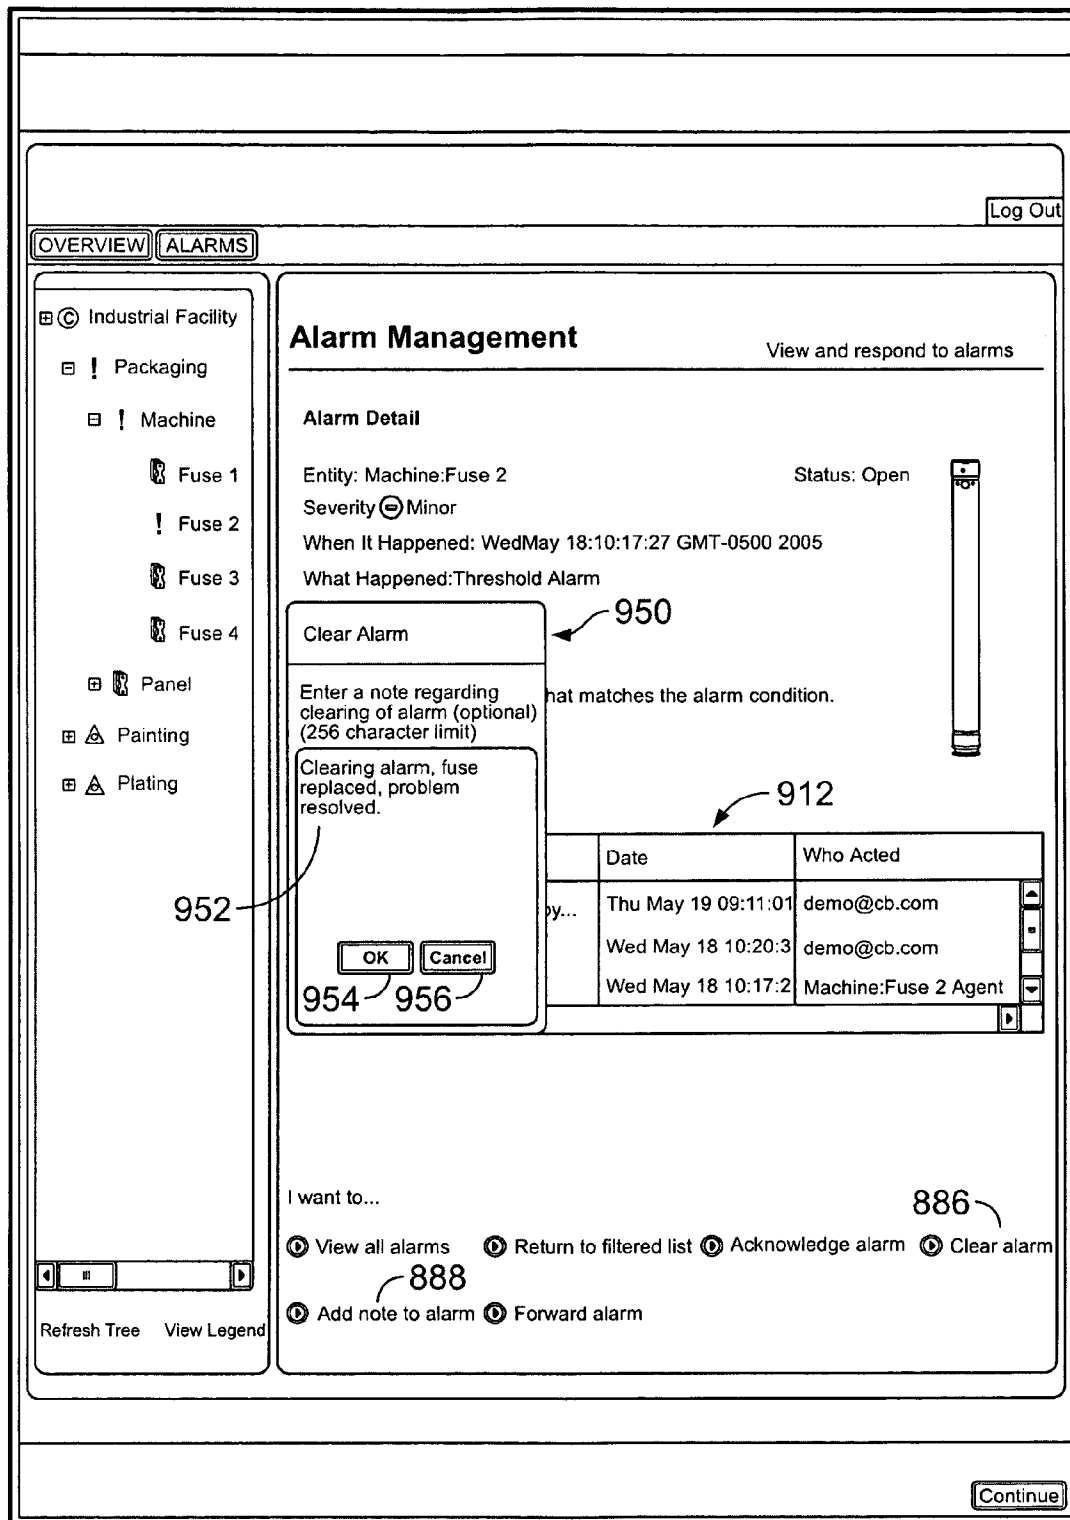 Log Out
OVERVIEW ALARMS
Industrial Facility
Packaging
Machine
Fuse 1
Fuse 2
Fuse 3
Fuse 4
Panel
Painting
Plating
Refresh Tree View Legend
Alarm Management
View and respond to alarms
Alarm Detail
Entity: Machine:Fuse 2 Status: Open
Severity Minor
When It Happened: WedMay 18:10:17:27 GMT-0500 2005
What Happened:Threshold Alarm
950
Clear Alarm
Enter a note regarding
clearing of alarm (optional)
(256 character limit)
hat matches the alarm condition.
Clearing alarm, fuse
replaced, problem
resolved.
952
OK Cancel
954 956
912
Date Who Acted
oy... Thu May 19 09:11:01 demo@cb.com
Wed May 18 10:20:3 demo@cb.com
Wed May 18 10:17:2 Machine:Fuse 2 Agent
I want to...
886
View all alarms Return to filtered list Acknowledge alarm Clear alarm
888
Add note to alarm Forward alarm
Continue